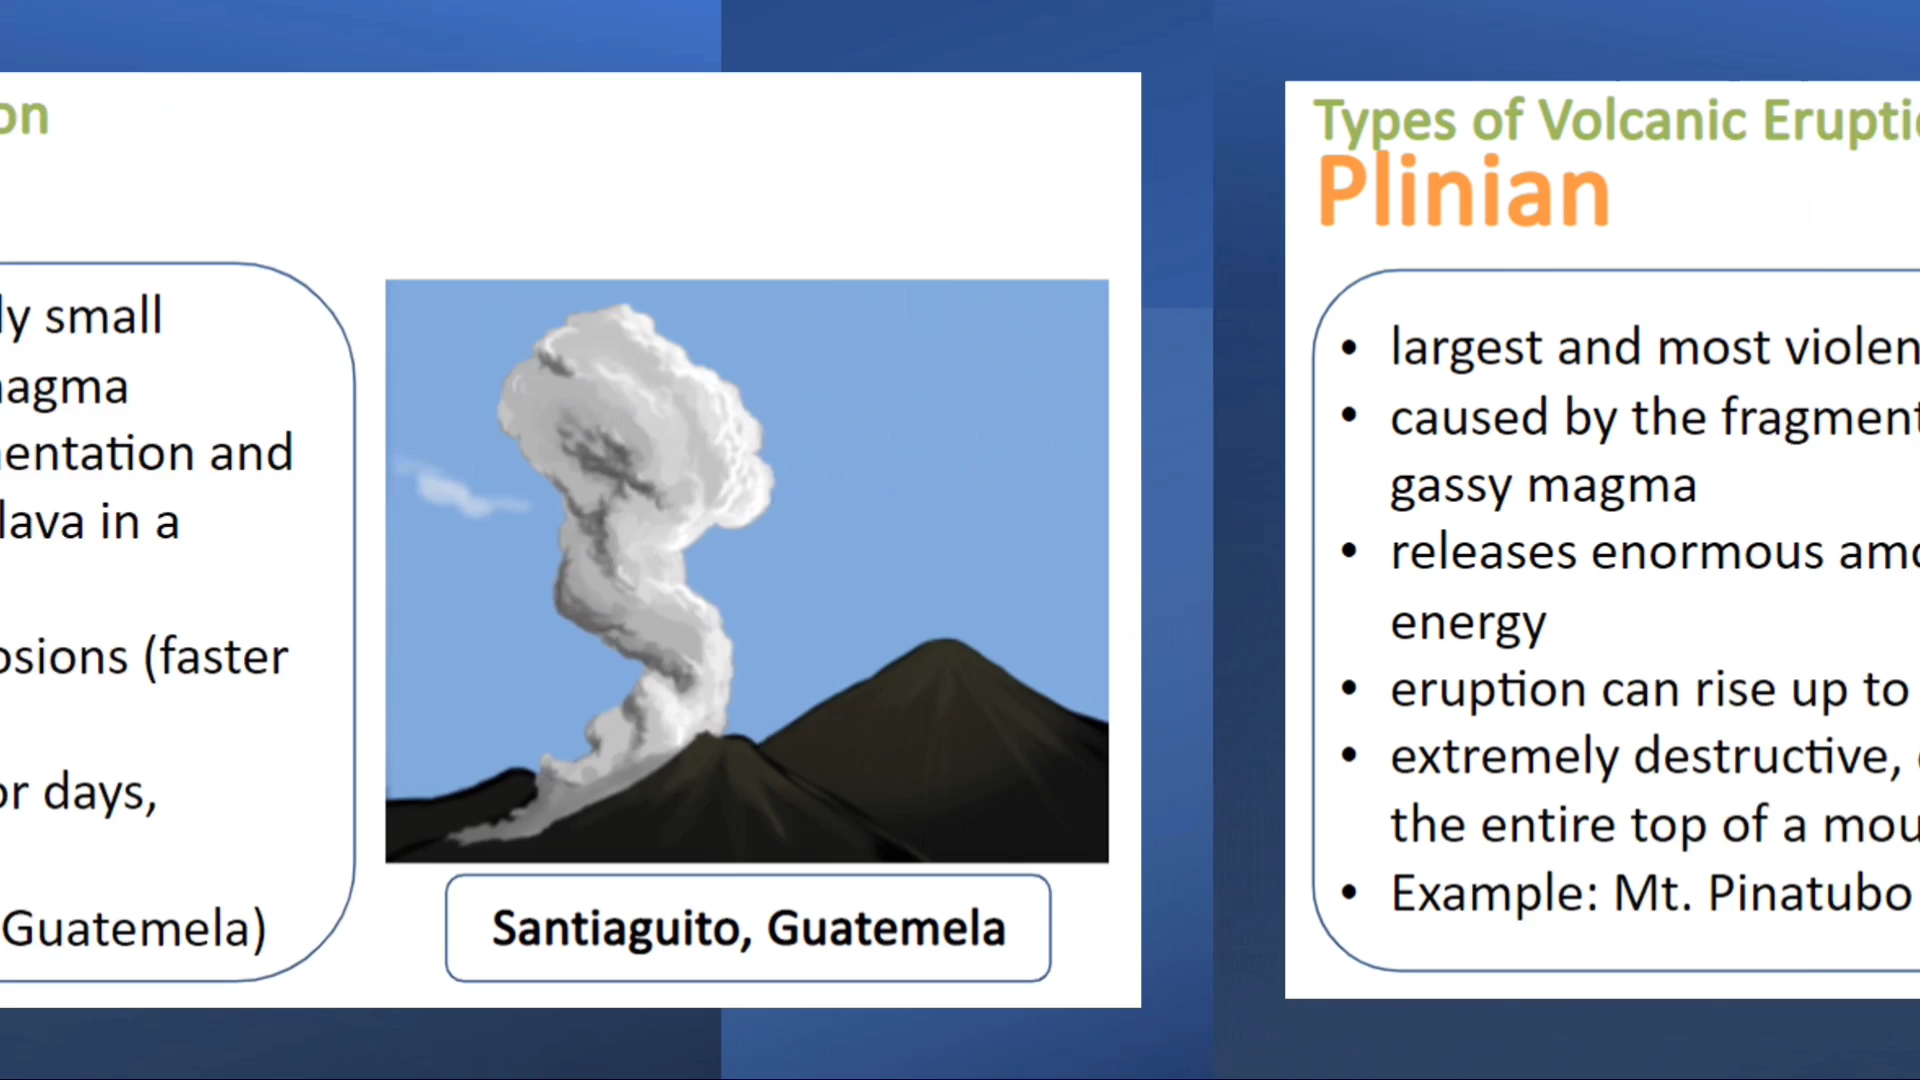 on
ly small
magma
mentation and
lava in a
osions (faster
or days,
Guatemela)
Santiaguito, Guatemela
Types of Volcanic Erupti
Plinian
• largest and most violen
• caused by the fragment
gassy magma
• releases enormous amo
energy
• eruption can rise up to
• extremely destructive,
the entire top of a mou
• Example: Mt. Pinatubo